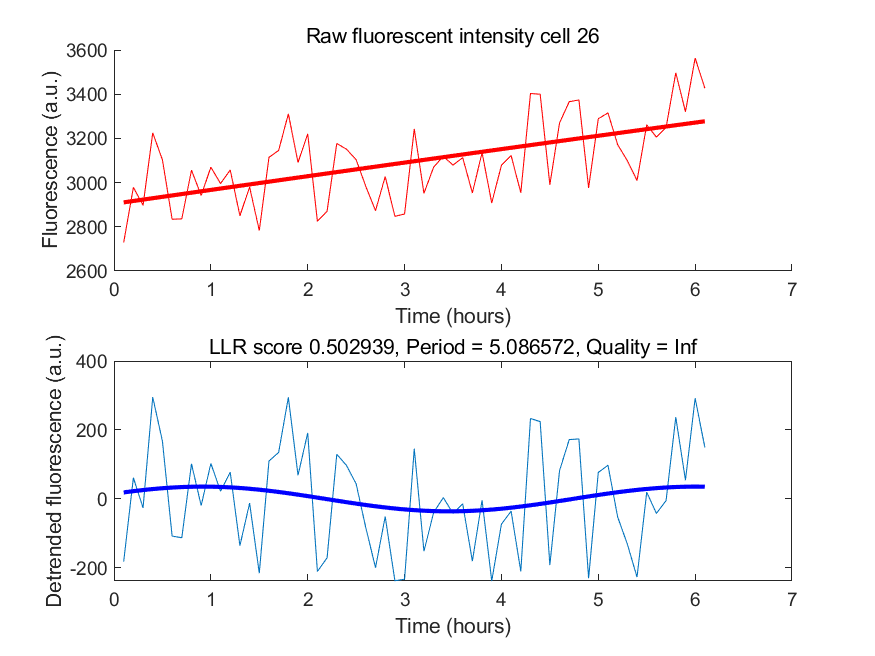 Raw fluorescent intensity cell 26
Fluorescence (a.u.)
3600
3400
3200
3000
2800
2600
0 1 2 3 4 5 6 7
Time (hours)
LLR score 0.502939, Period = 5.086572, Quality = Inf
Detrended fluorescence (a.u.)
400
200
0
-200
0 1 2 3 4 5 6 7
Time (hours)